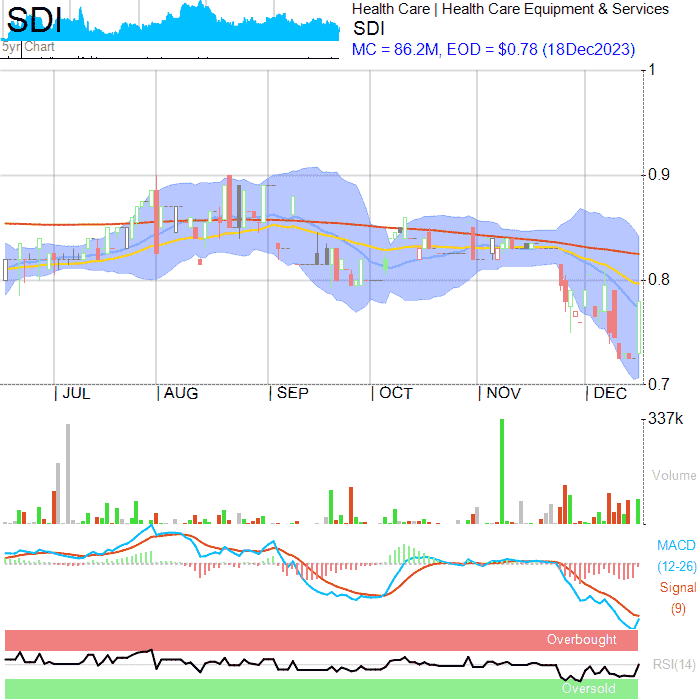 SDI
5yr Chart
Health Care | Health Care Equipment & Services
SDI
MC = 86.2M, EOD = $0.78 (18Dec2023)
1
0.9
0.8
0.7
| JUL | AUG | SEP | OCT | NOV | DEC
337k
Volume
MACD
(12-26)
Signal
(9)
Overbought
RSI(14)
Oversold